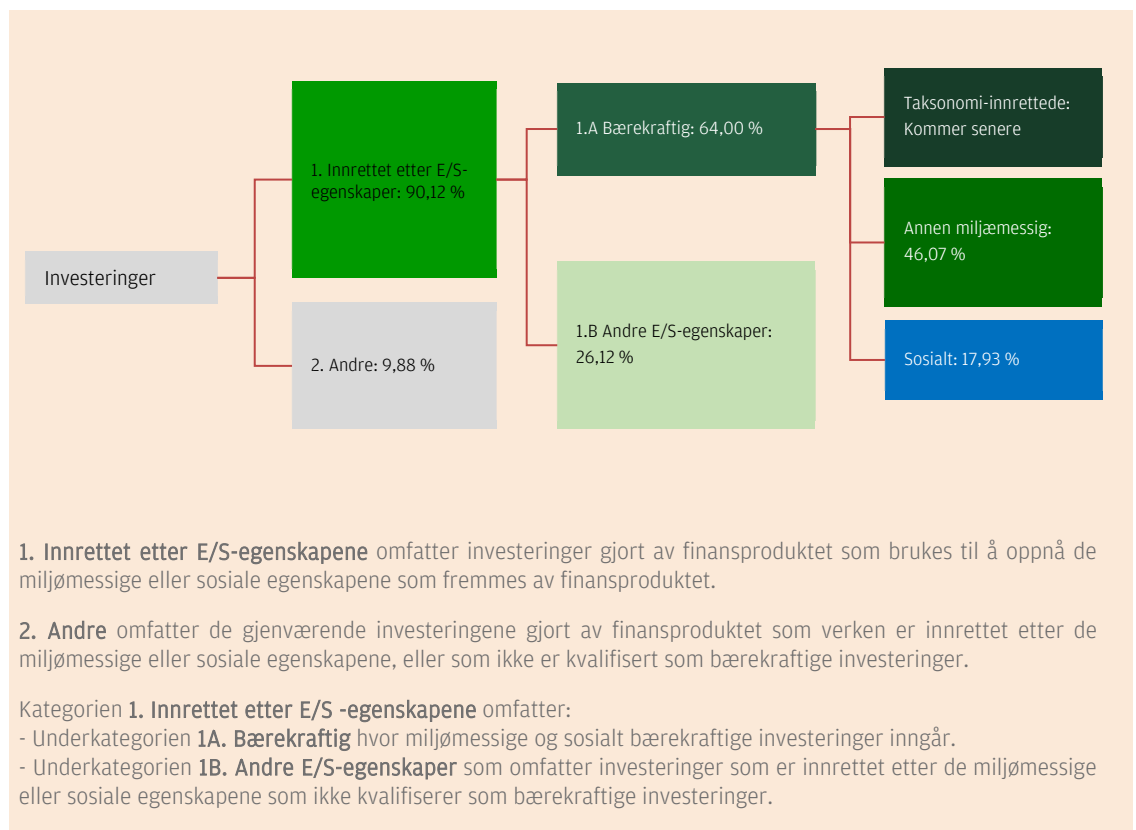 Investeringer
1. Innrettet etter E/S-
egenskaper: 90,12 %
2. Andre: 9,88 %
1.A Bærekraftig: 64,00 %
1.B Andre E/S-egenskaper:
26,12 %
Taksonomi-innrettede:
Kommer senere
Annen miljæmessig:
46,07 %
Sosialt: 17,93 %
1. Innrettet etter E/S-egenskapene omfatter investeringer gjort av finansproduktet som brukes til å oppnå de
miljømessige eller sosiale egenskapene som fremmes av finansproduktet.
2. Andre omfatter de gjenværende investeringene gjort av finansproduktet som verken er innrettet etter de
miljømessige eller sosiale egenskapene, eller som ikke er kvalifisert som bærekraftige investeringer.
Kategorien 1. Innrettet etter E/S -egenskapene omfatter:
- Underkategorien 1A. Bærekraftig hvor miljømessige og sosialt bærekraftige investeringer inngår.
- Underkategorien 1B. Andre E/S-egenskaper som omfatter investeringer som er innrettet etter de miljømessige
eller sosiale egenskapene som ikke kvalifiserer som bærekraftige investeringer.